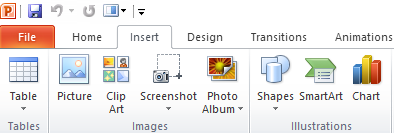 File Home Insert Design Transitions Animations
Table Picture Clip Art Screenshot Photo Album Shapes SmartArt Chart
Tables Images Illustrations